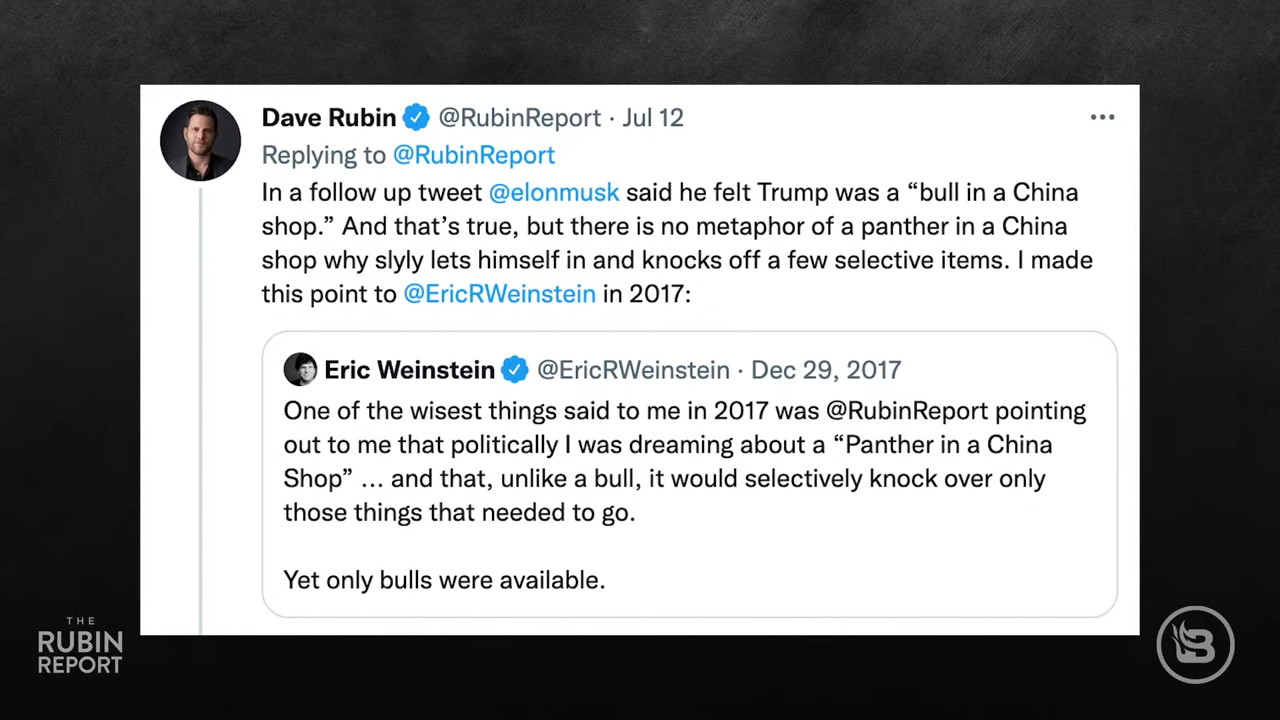 Dave Rubin @RubinReport · Jul 12
Replying to @RubinReport
In a follow up tweet @elonmusk said he felt Trump was a “bull in a China
shop.” And that’s true, but there is no metaphor of a panther in a China
shop why slyly lets himself in and knocks off a few selective items. I made
this point to @EricRWeinstein in 2017:
Eric Weinstein @EricRWeinstein · Dec 29, 2017
One of the wisest things said to me in 2017 was @RubinReport pointing
out to me that politically I was dreaming about a “Panther in a China
Shop” … and that, unlike a bull, it would selectively knock over only
those things that needed to go.
Yet only bulls were available.
THE
RUBIN
REPORT
B